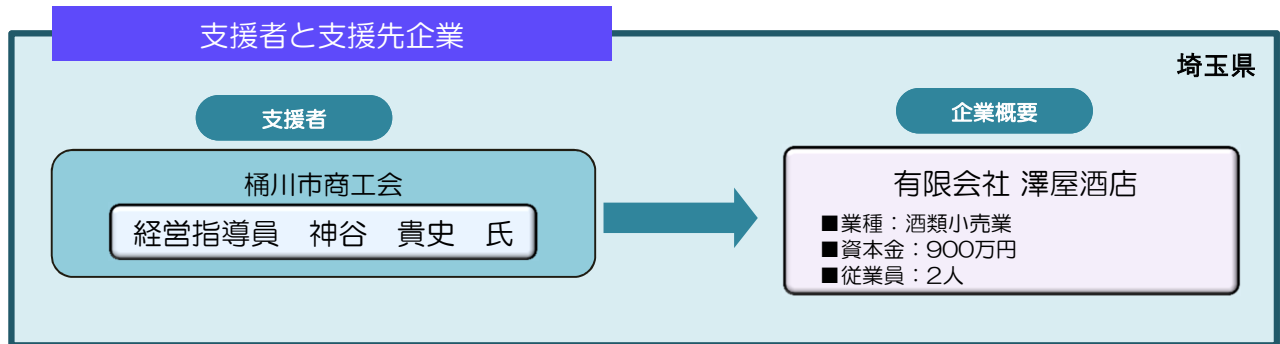 支援者と支援先企業
埼玉県
支援者
桶川市商工会
経営指導員　神谷　貴史　氏
企業概要
有限会社 澤屋酒店
■業種：酒類小売業
■資本金：900万円
■従業員：2人